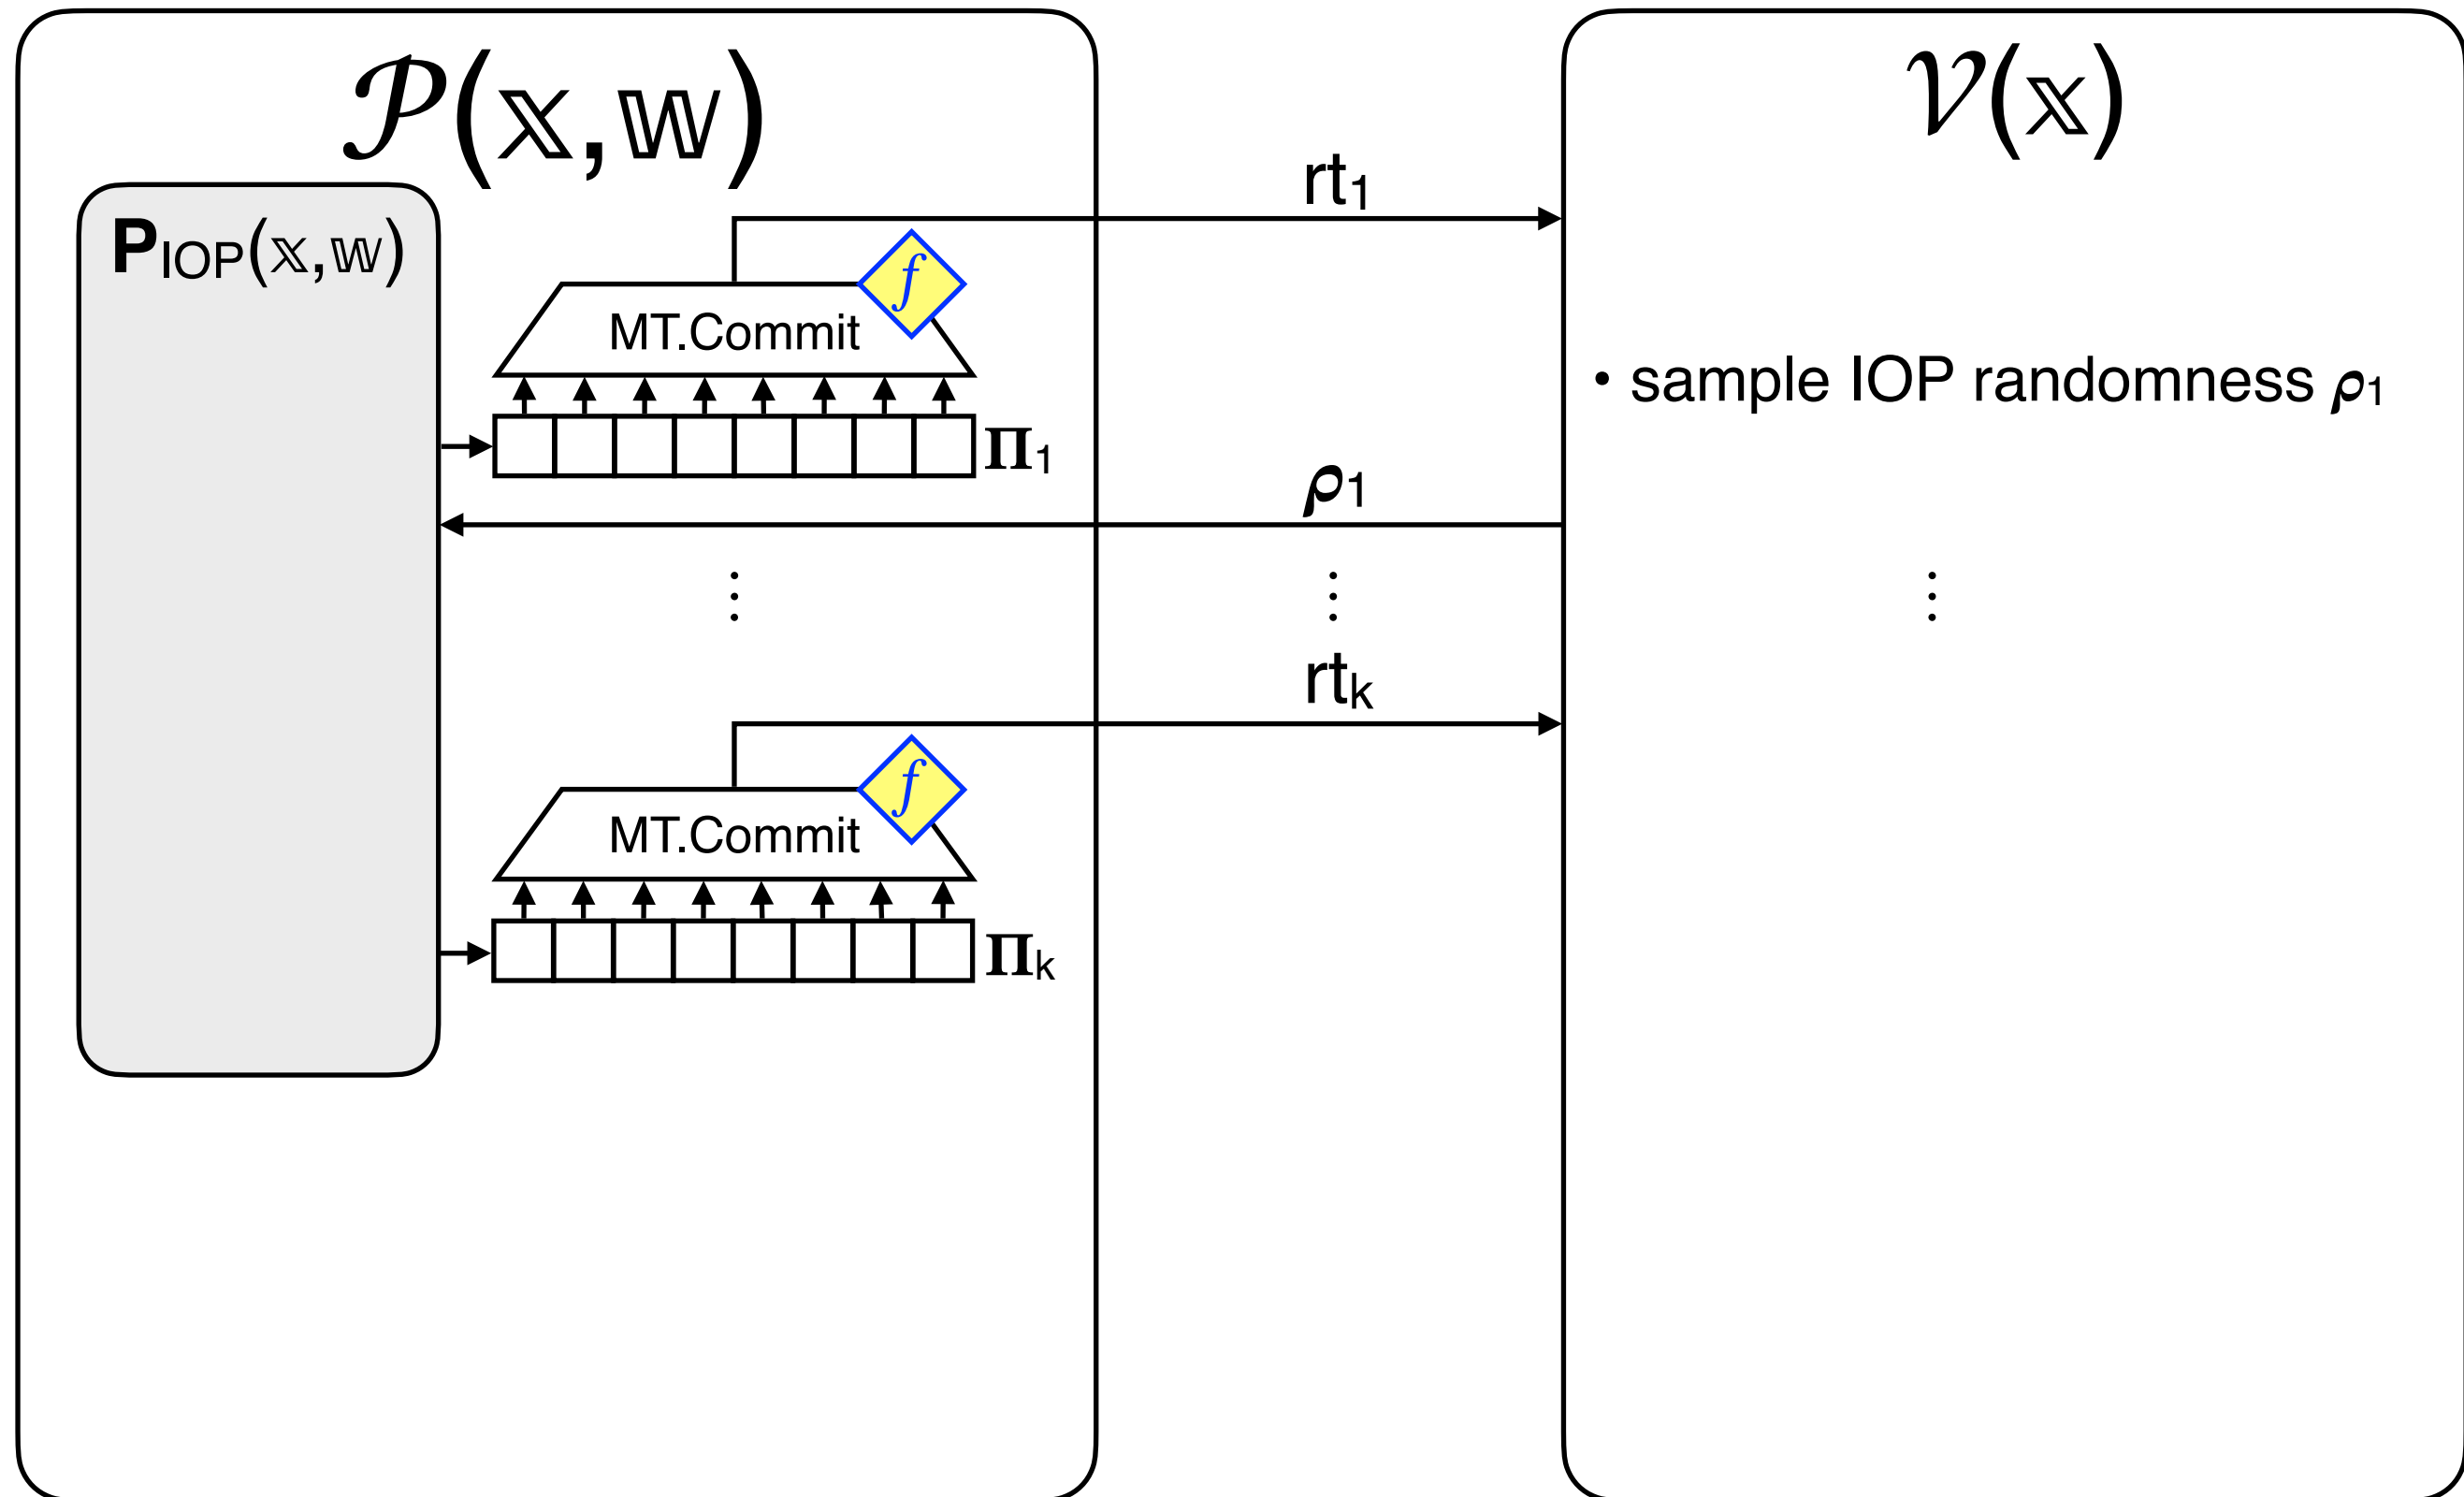 𝒫(𝕩,𝕨)
𝒱(𝕩)
P_IOP(𝕩,𝕨)
rt₁
f
MT.Commit
• sample IOP randomness ρ₁
Π₁
ρ₁
⋮ ⋮ ⋮
rtₖ
f
MT.Commit
Πₖ